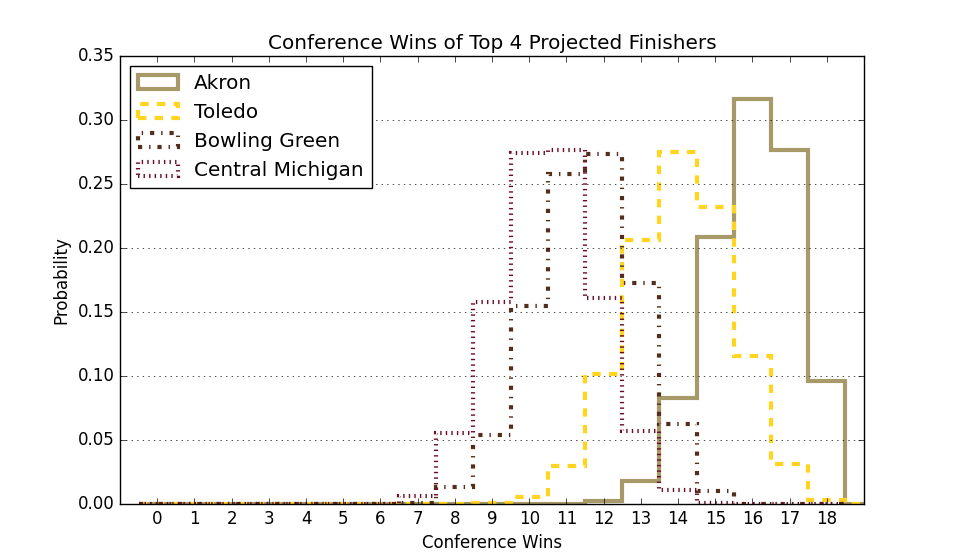 Conference Wins of Top 4 Projected Finishers
0.35
0.30
0.25
0.20
0.15
0.10
0.05
0.00
Probability
Akron
Toledo
Bowling Green
Central Michigan
0 1 2 3 4 5 6 7 8 9 10 11 12 13 14 15 16 17 18
Conference Wins